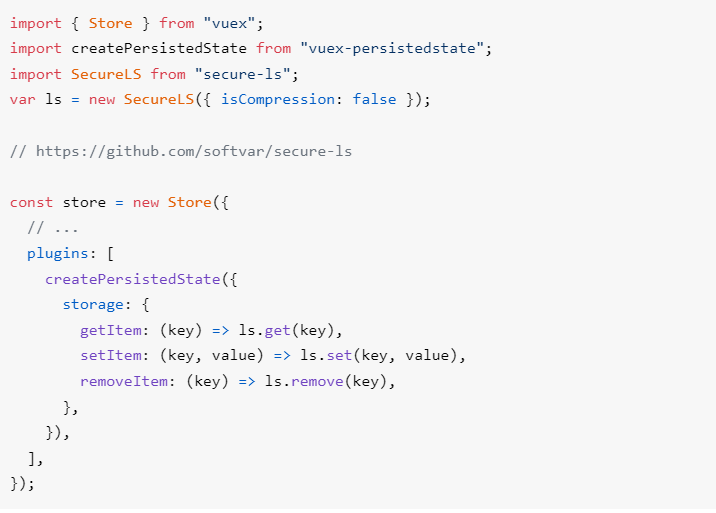 import { Store } from "vuex";
import createPersistedState from "vuex-persistedstate";
import SecureLS from "secure-ls";
var ls = new SecureLS({ isCompression: false });

// https://github.com/softvar/secure-ls

const store = new Store({
  // ...
  plugins: [
    createPersistedState({
      storage: {
        getItem: (key) => ls.get(key),
        setItem: (key, value) => ls.set(key, value),
        removeItem: (key) => ls.remove(key),
      },
    }),
  ],
});